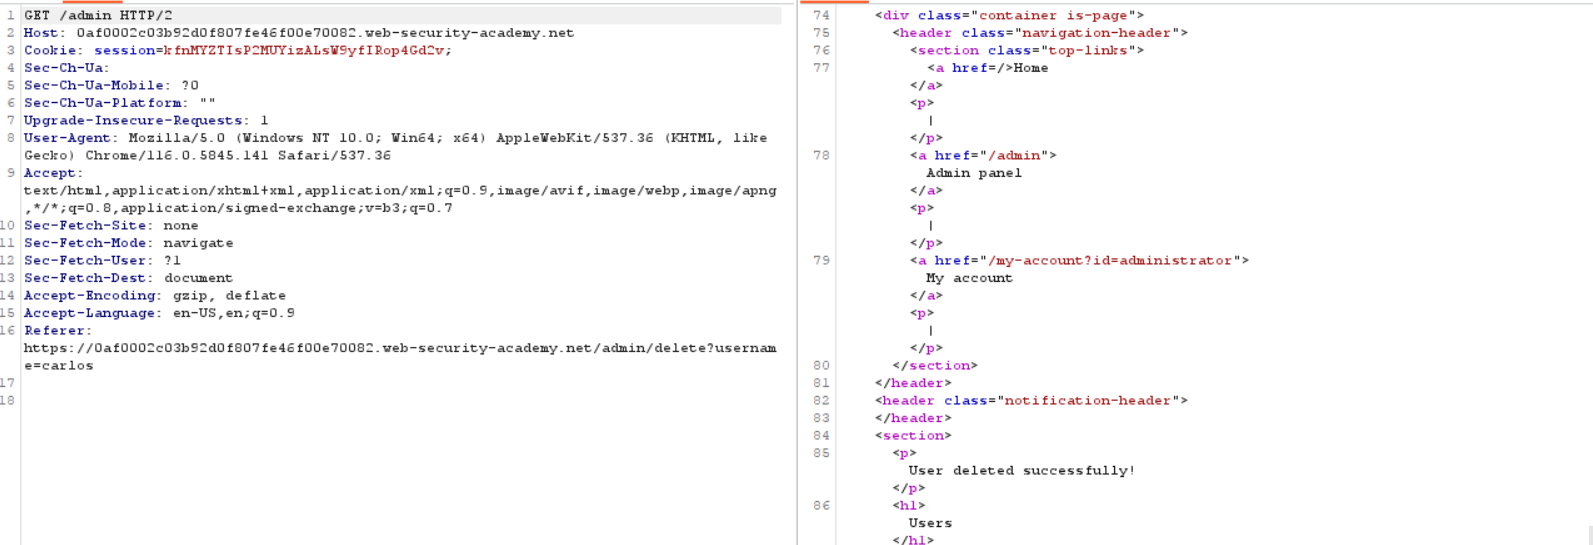 1 GET /admin HTTP/2
2 Host: 0af0002c03b92d0f807fe46f00e70082.web-security-academy.net
3 Cookie: session=kfnMYZTIsP2MUYizALsW9yfIRop4Gd2v;
4 Sec-Ch-Ua:
5 Sec-Ch-Ua-Mobile: ?0
6 Sec-Ch-Ua-Platform: ""
7 Upgrade-Insecure-Requests: 1
8 User-Agent: Mozilla/5.0 (Windows NT 10.0; Win64; x64) AppleWebKit/537.36 (KHTML, like
Gecko) Chrome/116.0.5845.141 Safari/537.36
9 Accept:
text/html,application/xhtml+xml,application/xml;q=0.9,image/avif,image/webp,image/apng
,*/*;q=0.8,application/signed-exchange;v=b3;q=0.7
10 Sec-Fetch-Site: none
11 Sec-Fetch-Mode: navigate
12 Sec-Fetch-User: ?1
13 Sec-Fetch-Dest: document
14 Accept-Encoding: gzip, deflate
15 Accept-Language: en-US,en;q=0.9
16 Referer:
https://0af0002c03b92d0f807fe46f00e70082.web-security-academy.net/admin/delete?usernam
e=carlos
17
18
74 <div class="container is-page">
75 <header class="navigation-header">
76 <section class="top-links">
77 <a href=/>Home
</a>
<p>
|
</p>
78 <a href="/admin">
Admin panel
</a>
<p>
|
</p>
79 <a href="/my-account?id=administrator">
My account
</a>
<p>
|
</p>
80 </section>
81 </header>
82 <header class="notification-header">
83 </header>
84 <section>
85 <p>
User deleted successfully!
</p>
86 <h1>
Users
</h1>